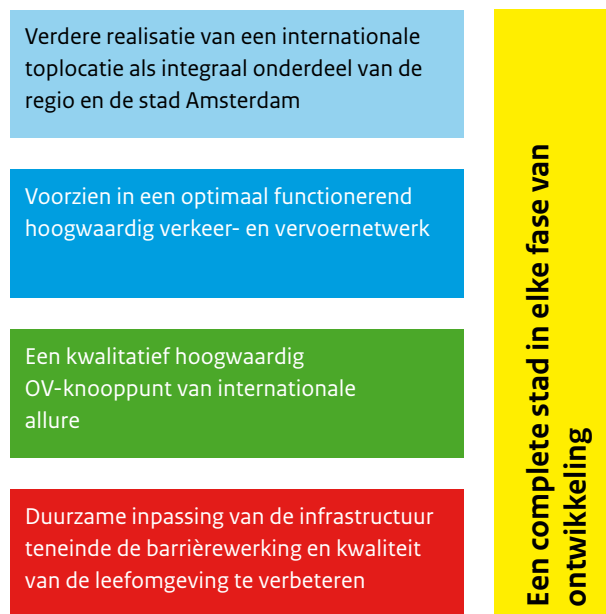 Verdere realisatie van een internationale
toplocatie als integraal onderdeel van de
regio en de stad Amsterdam
Voorzien in een optimaal functionerend
hoogwaardig verkeer- en vervoernetwerk
Een kwalitatief hoogwaardig
OV-knooppunt van internationale
allure
Duurzame inpassing van de infrastructuur
teneinde de barrièrewerking en kwaliteit
van de leefomgeving te verbeteren
Een complete stad in elke fase van
ontwikkeling